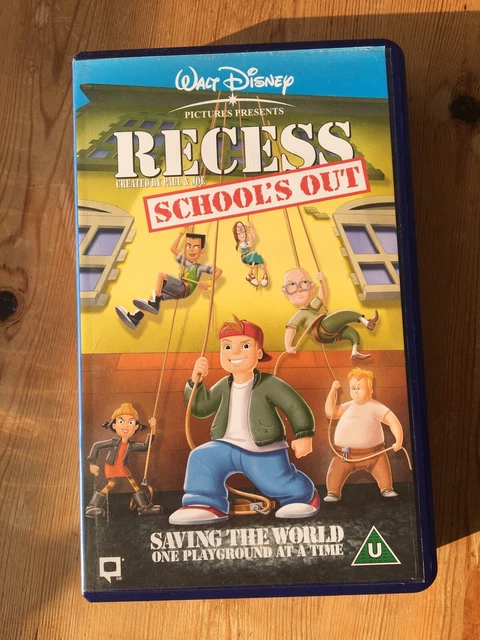 WALT DISNEY
PICTURES PRESENTS
RECESS
CREATED BY PAUL & JOE
SCHOOL'S OUT
SAVING THE WORLD
ONE PLAYGROUND AT A TIME
U